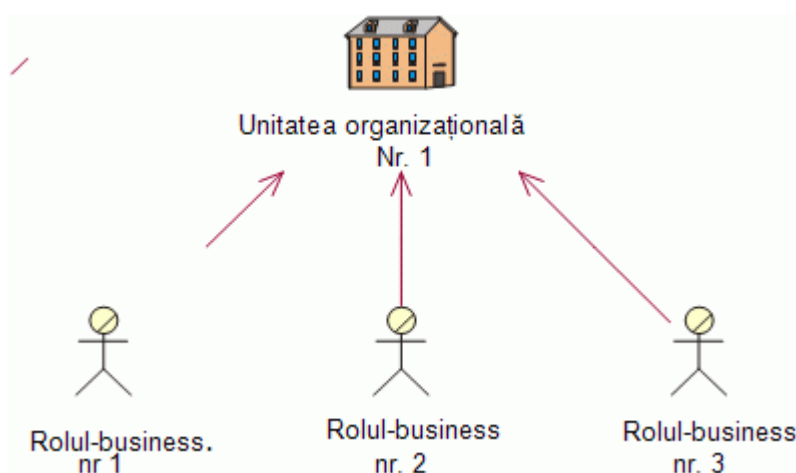 Unitatea organizațională
Nr. 1
Rolul-business.
nr 1
Rolul-business
nr. 2
Rolul-business
nr. 3